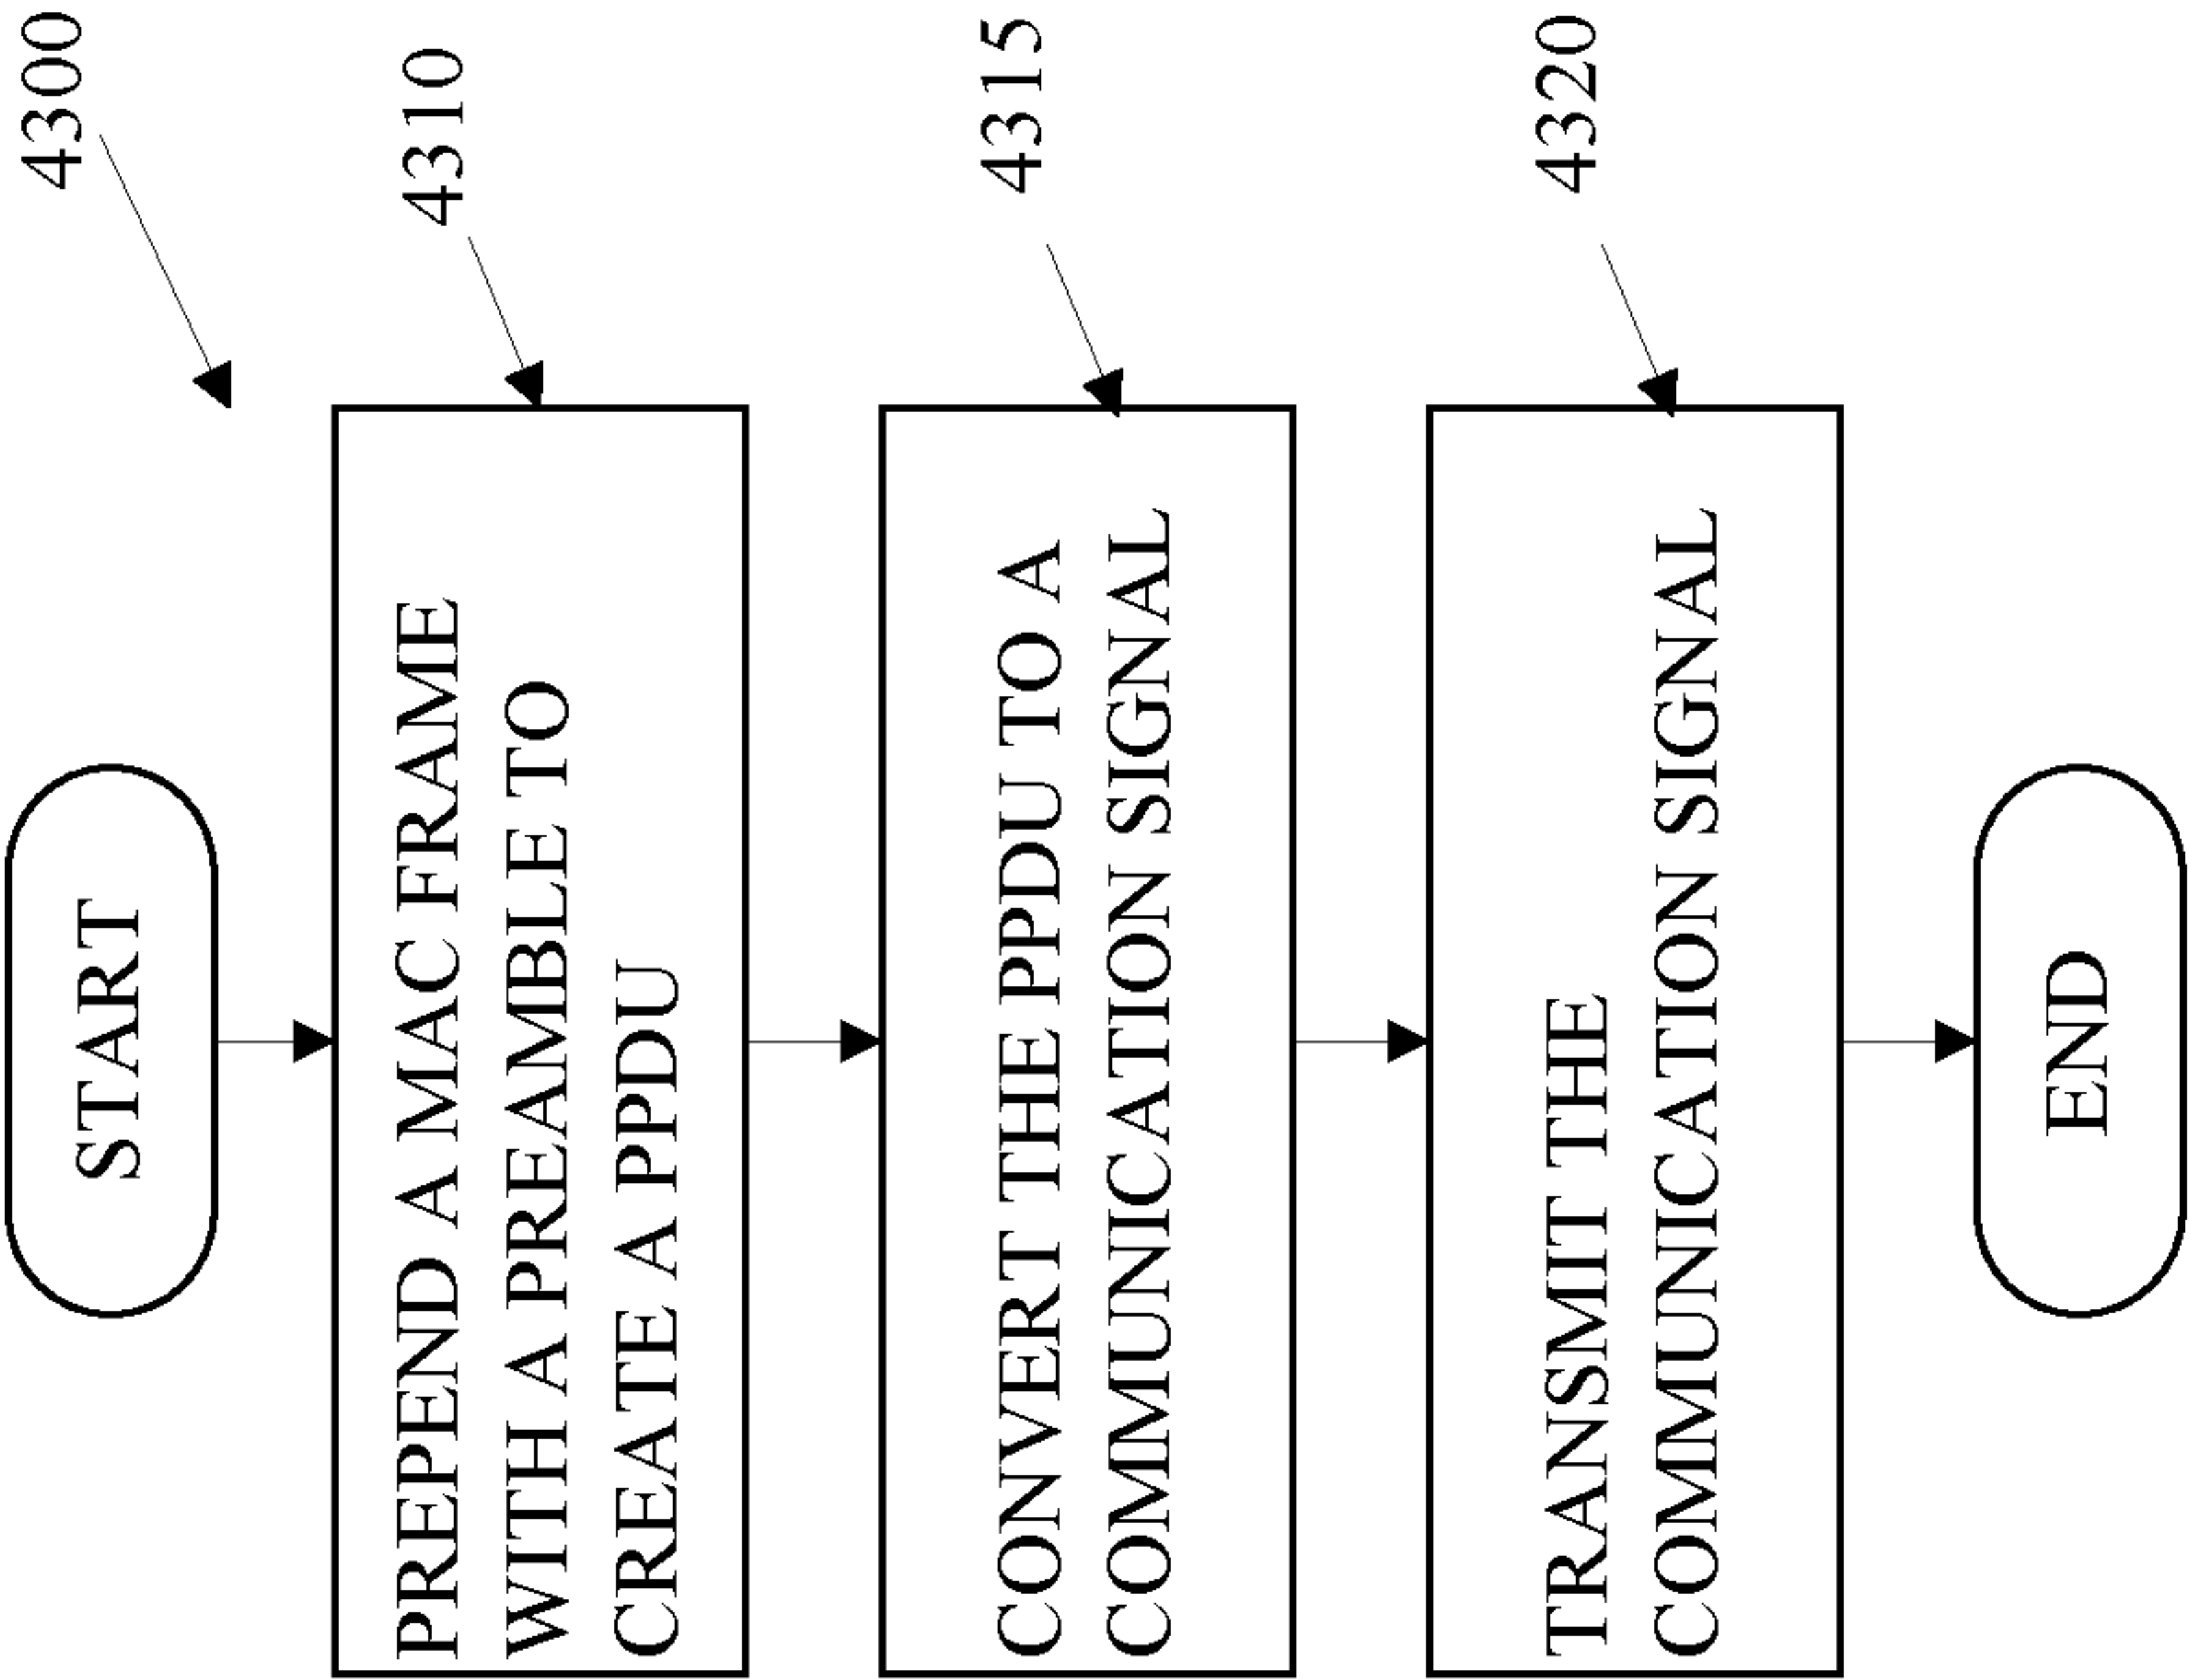 4300
START
4310
PREPEND A MAC FRAME
WITH A PREAMBLE TO
CREATE A PPDU
4315
CONVERT THE PPDU TO A
COMMUNICATION SIGNAL
4320
TRANSMIT THE
COMMUNICATION SIGNAL
END